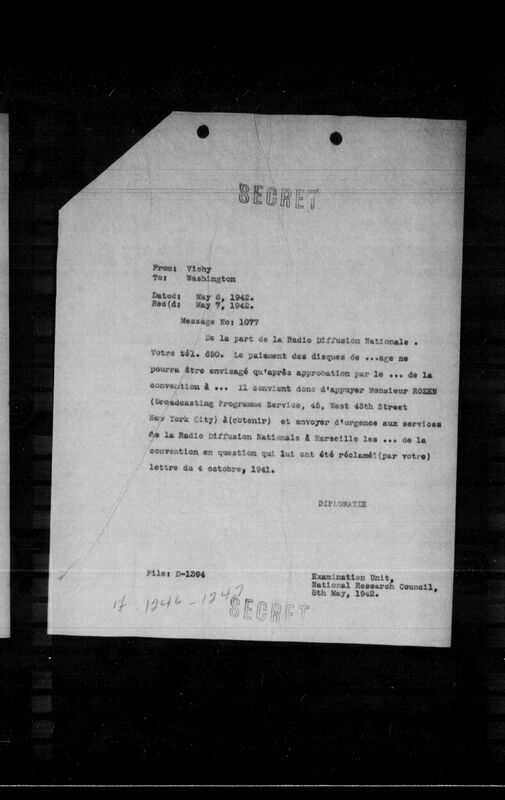 SECRET
From: Vichy
To: Washington
Dated: May 6, 1942.
Rec'd: May 7, 1942.
Message No: 1077
De la part de la Radio Diffusion Nationale .
Votre tél. 690. Le paiement des disques de ...age ne
pourra être envisagé qu'après approbation par le ... de la
convention à ... Il convient donc d'appuyer Monsieur ROZEN
(Broadcasting Programme Service, 45, West 45th Street
New York City) à(obtenir) et envoyer d'urgence aux services
de la Radio Diffusion Nationale à Marseille les ... de la
convention en question qui lui ont été réclaméi(par votre)
lettre du 4 octobre, 1941.
DIPLOMATIE
File: D-1394
Examination Unit,
National Research Council,
8th May, 1942.
1246 - 1247
SECRET